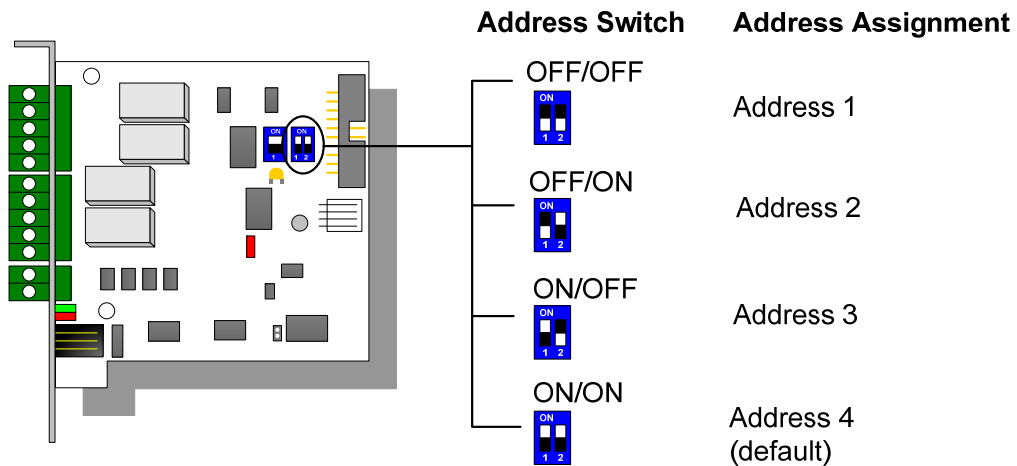 Address Switch Address Assignment
OFF/OFF
ON
1 2
Address 1
OFF/ON
ON
1 2
Address 2
ON/OFF
ON
1 2
Address 3
ON/ON
ON
1 2
Address 4
(default)
ON
1
ON
1 2